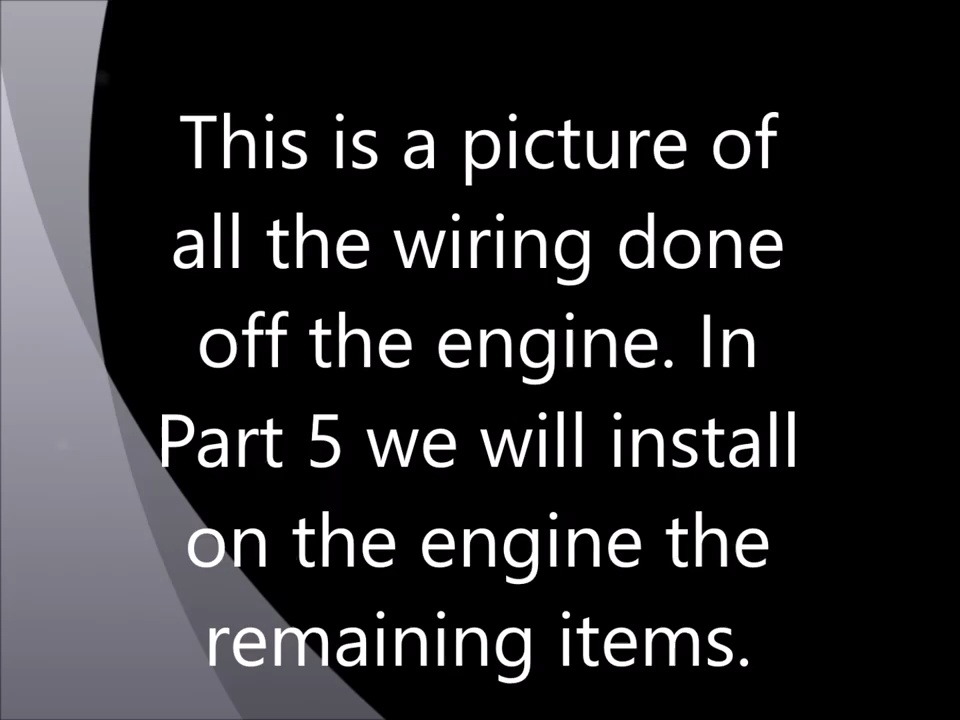 This is a picture of
all the wiring done
off the engine. In
Part 5 we will install
on the engine the
remaining items.